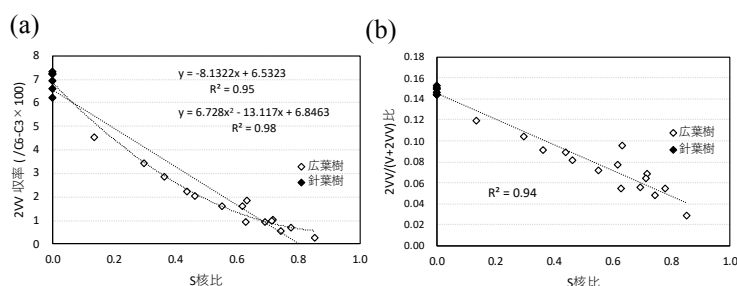 (a)
2VV 収率 (/C6-C3×100)
8
7
6
5
4
3
2
1
0
y = -8.1322x + 6.5323
R² = 0.95
y = 6.728x² - 13.117x + 6.8463
R² = 0.98
◇広葉樹
◆針葉樹
0.0 0.2 0.4 0.6 0.8 1.0
S核比
(b)
2VV/(V+2VV)比
0.18
0.16
0.14
0.12
0.10
0.08
0.06
0.04
0.02
0.00
◇広葉樹
◆針葉樹
R² = 0.94
0.0 0.2 0.4 0.6 0.8 1.0
S核比